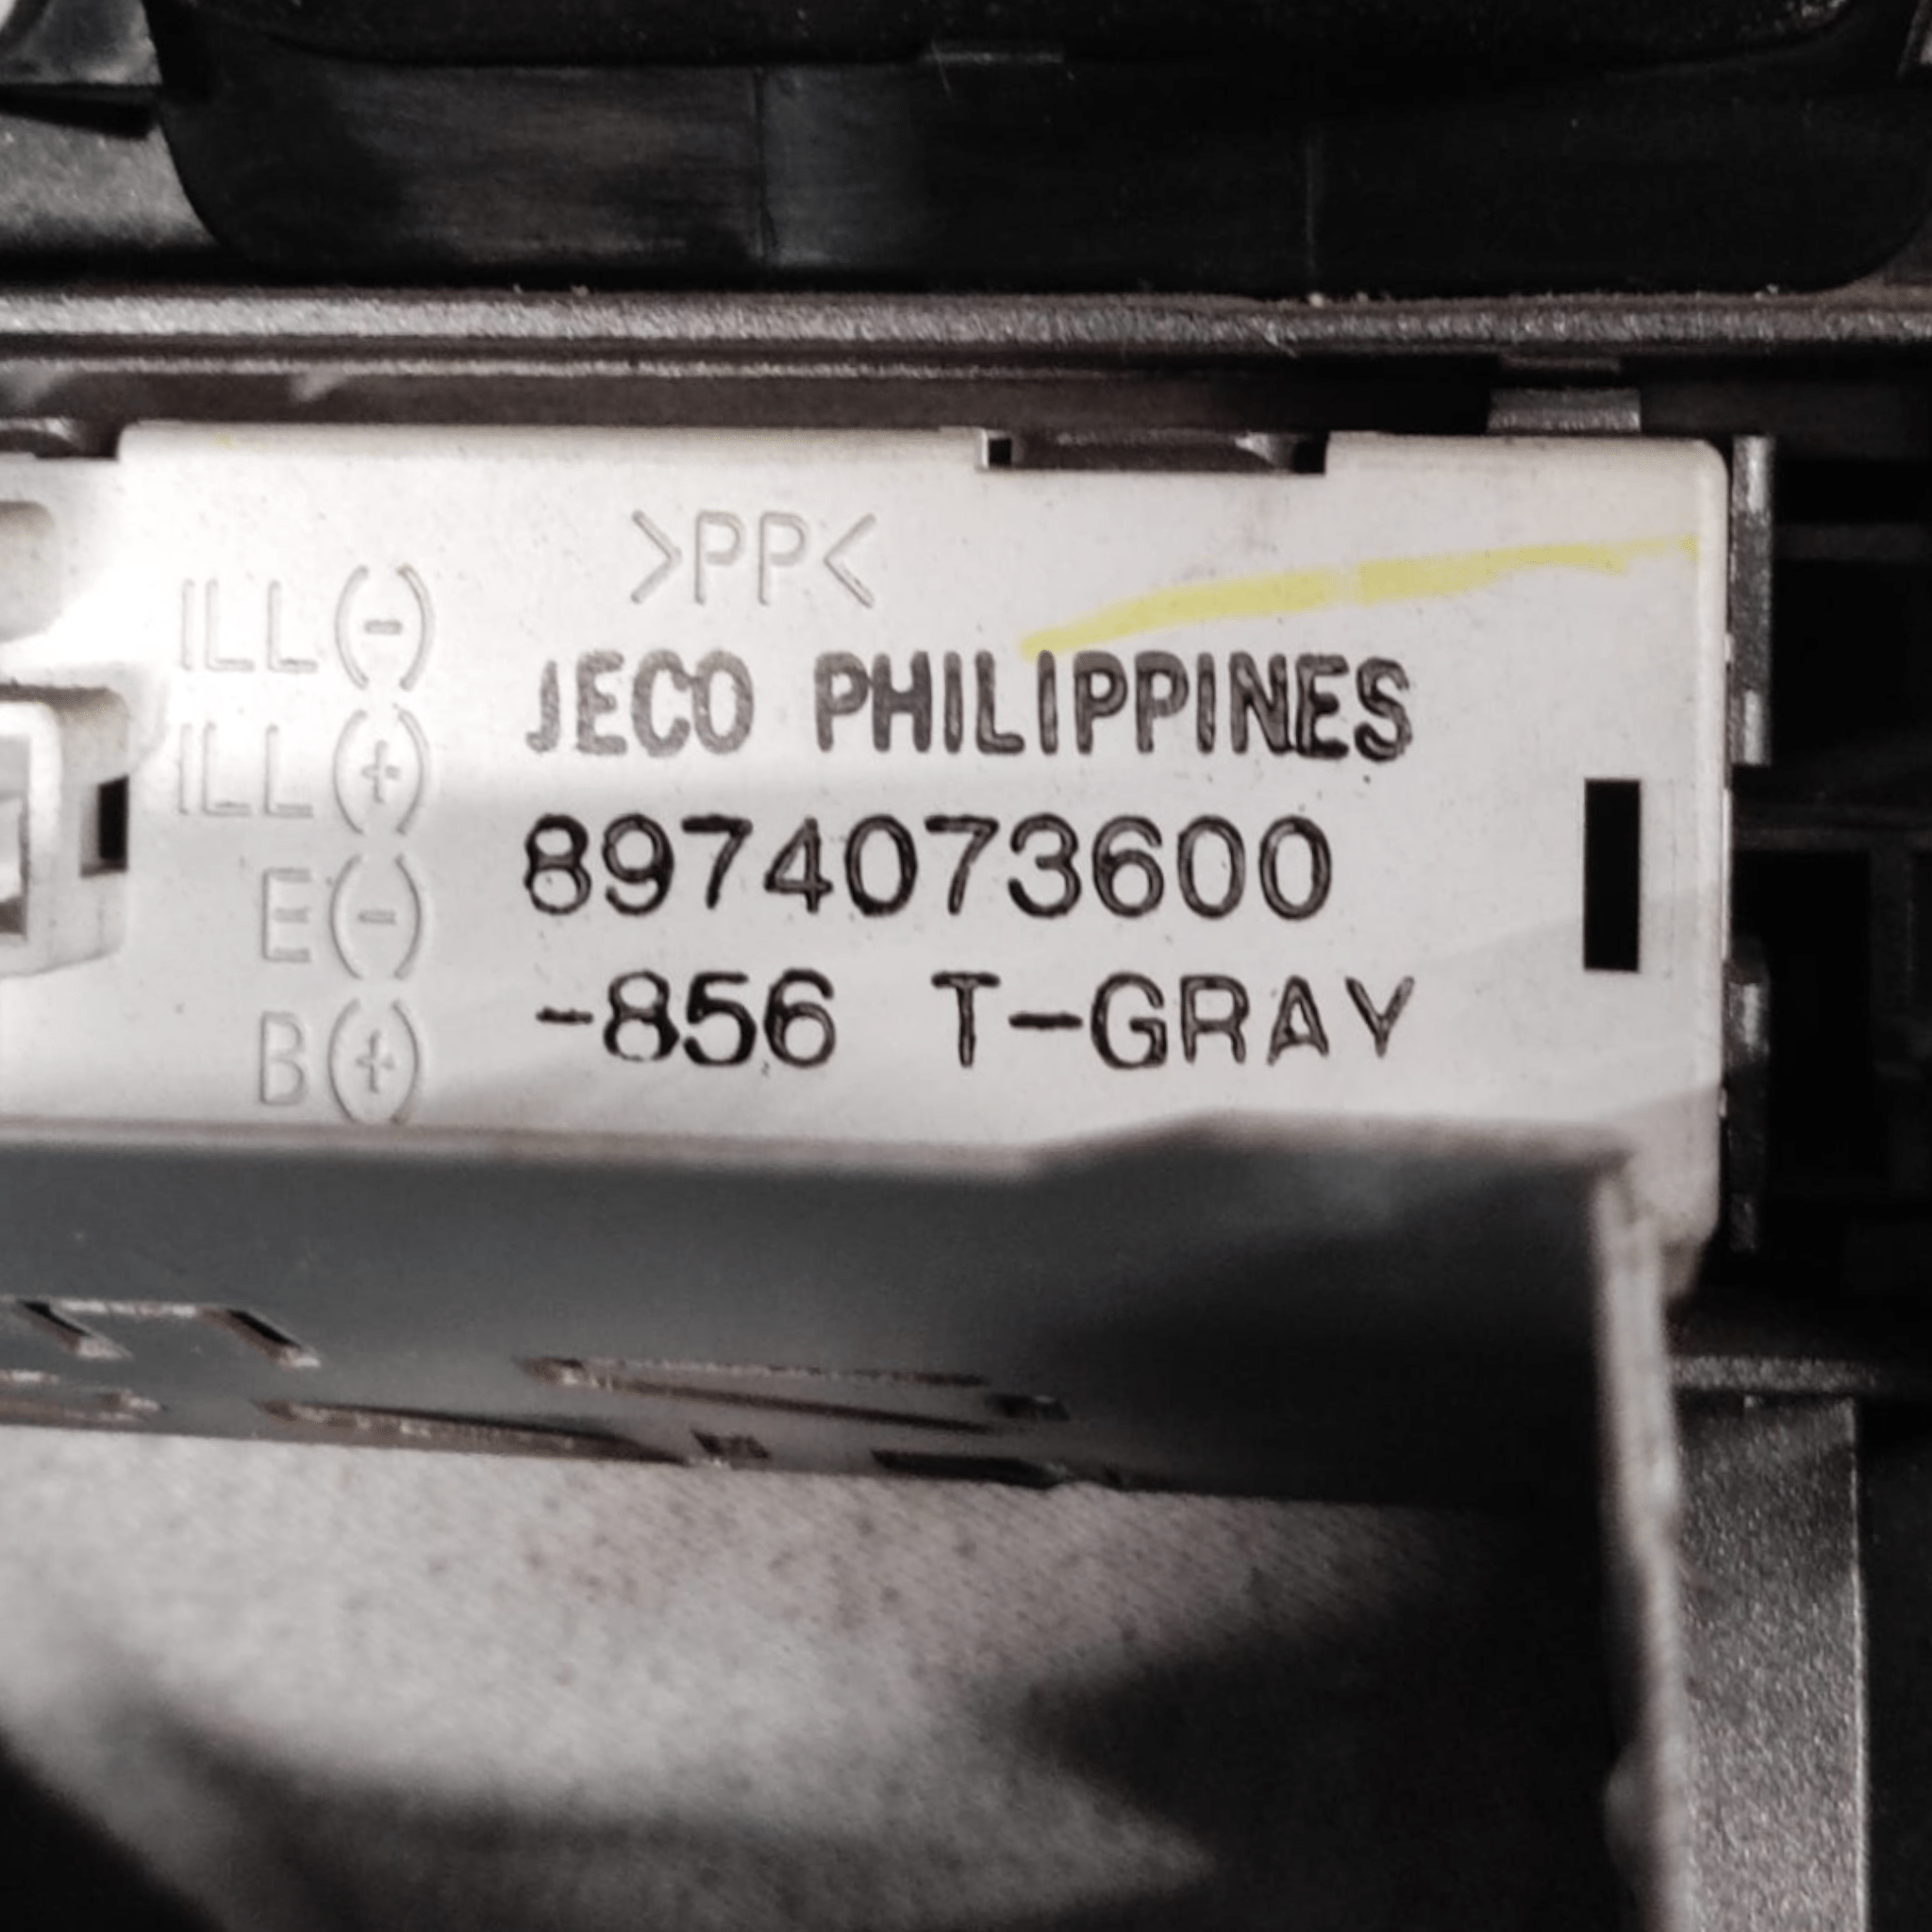 >PP<
ILL(-)
ILL(+)
E(-)
B(+)
JECO PHILIPPINES
8974073600
-856 T-GRAY